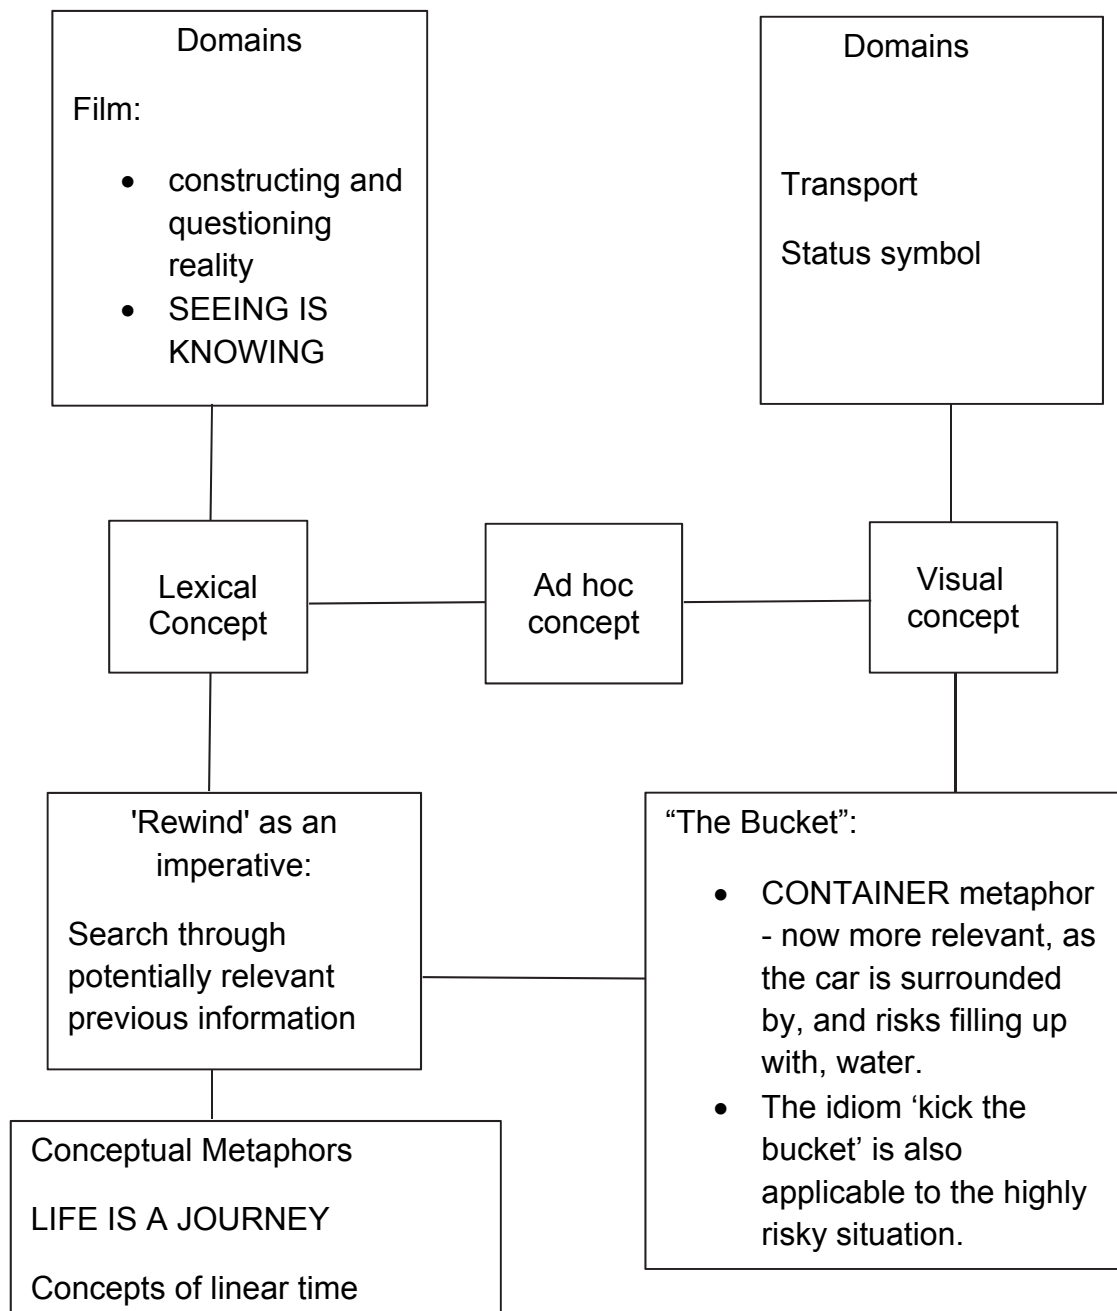 Domains
Film:
• constructing and
questioning
reality
• SEEING IS
KNOWING
Domains
Transport
Status symbol
Lexical
Concept
Ad hoc
concept
Visual
concept
'Rewind' as an
imperative:
Search through
potentially relevant
previous information
“The Bucket”:
• CONTAINER metaphor
- now more relevant, as
the car is surrounded
by, and risks filling up
with, water.
• The idiom ‘kick the
bucket’ is also
applicable to the highly
risky situation.
Conceptual Metaphors
LIFE IS A JOURNEY
Concepts of linear time